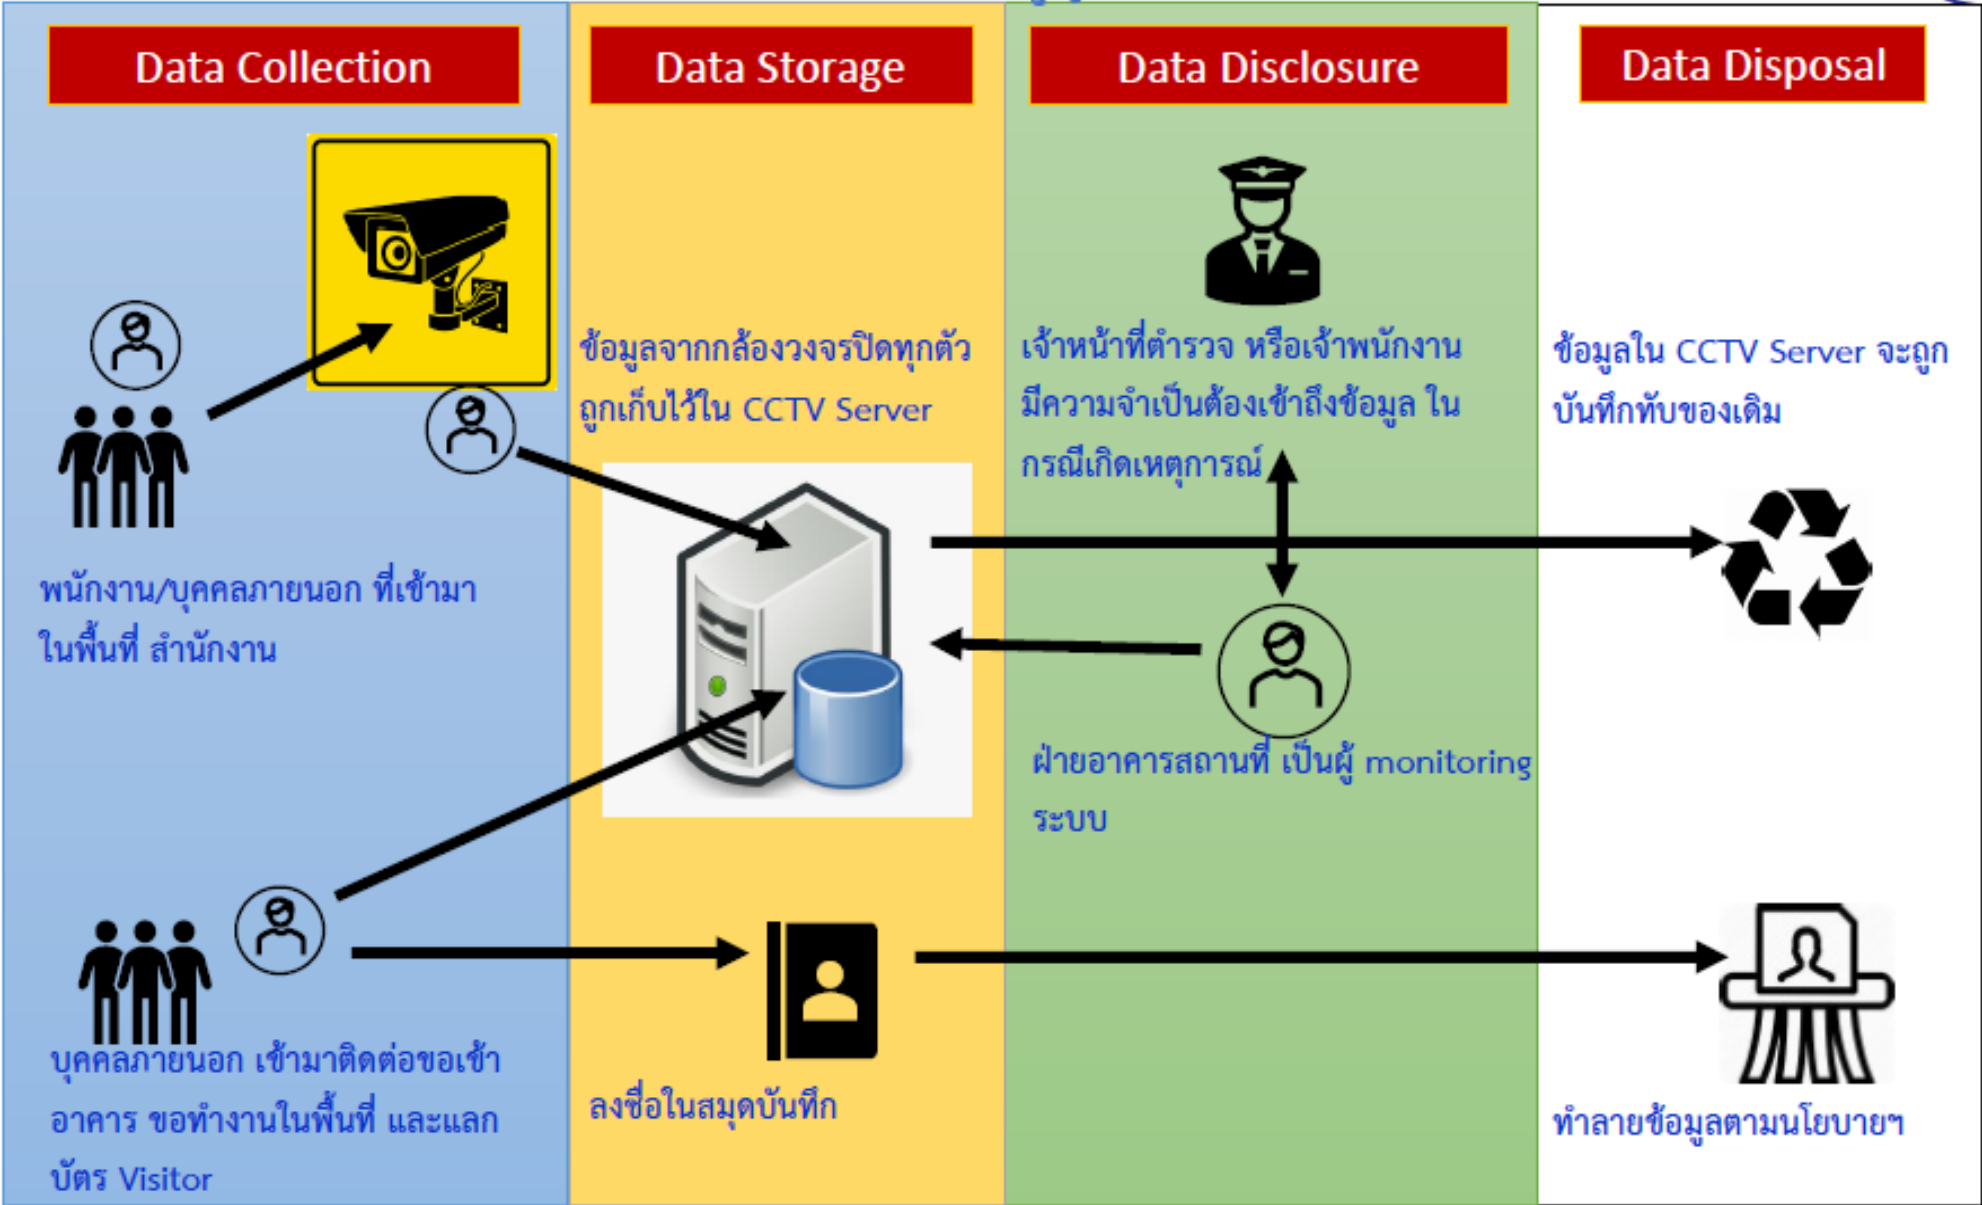 Data Collection
Data Storage
Data Disclosure
Data Disposal
พนักงาน/บุคคลภายนอก ที่เข้ามา
ในพื้นที่ สำนักงาน
บุคคลภายนอก เข้ามาติดต่อขอเข้า
อาคาร ขอทำงานในพื้นที่ และแลก
บัตร Visitor
ข้อมูลจากกล้องวงจรปิดทุกตัว
ถูกเก็บไว้ใน CCTV Server
ลงชื่อในสมุดบันทึก
เจ้าหน้าที่ตำรวจ หรือเจ้าพนักงาน
มีความจำเป็นต้องเข้าถึงข้อมูล ใน
กรณีเกิดเหตุการณ์
ฝ่ายอาคารสถานที่ เป็นผู้ monitoring
ระบบ
ข้อมูลใน CCTV Server จะถูก
บันทึกทับของเดิม
ทำลายข้อมูลตามนโยบายฯ